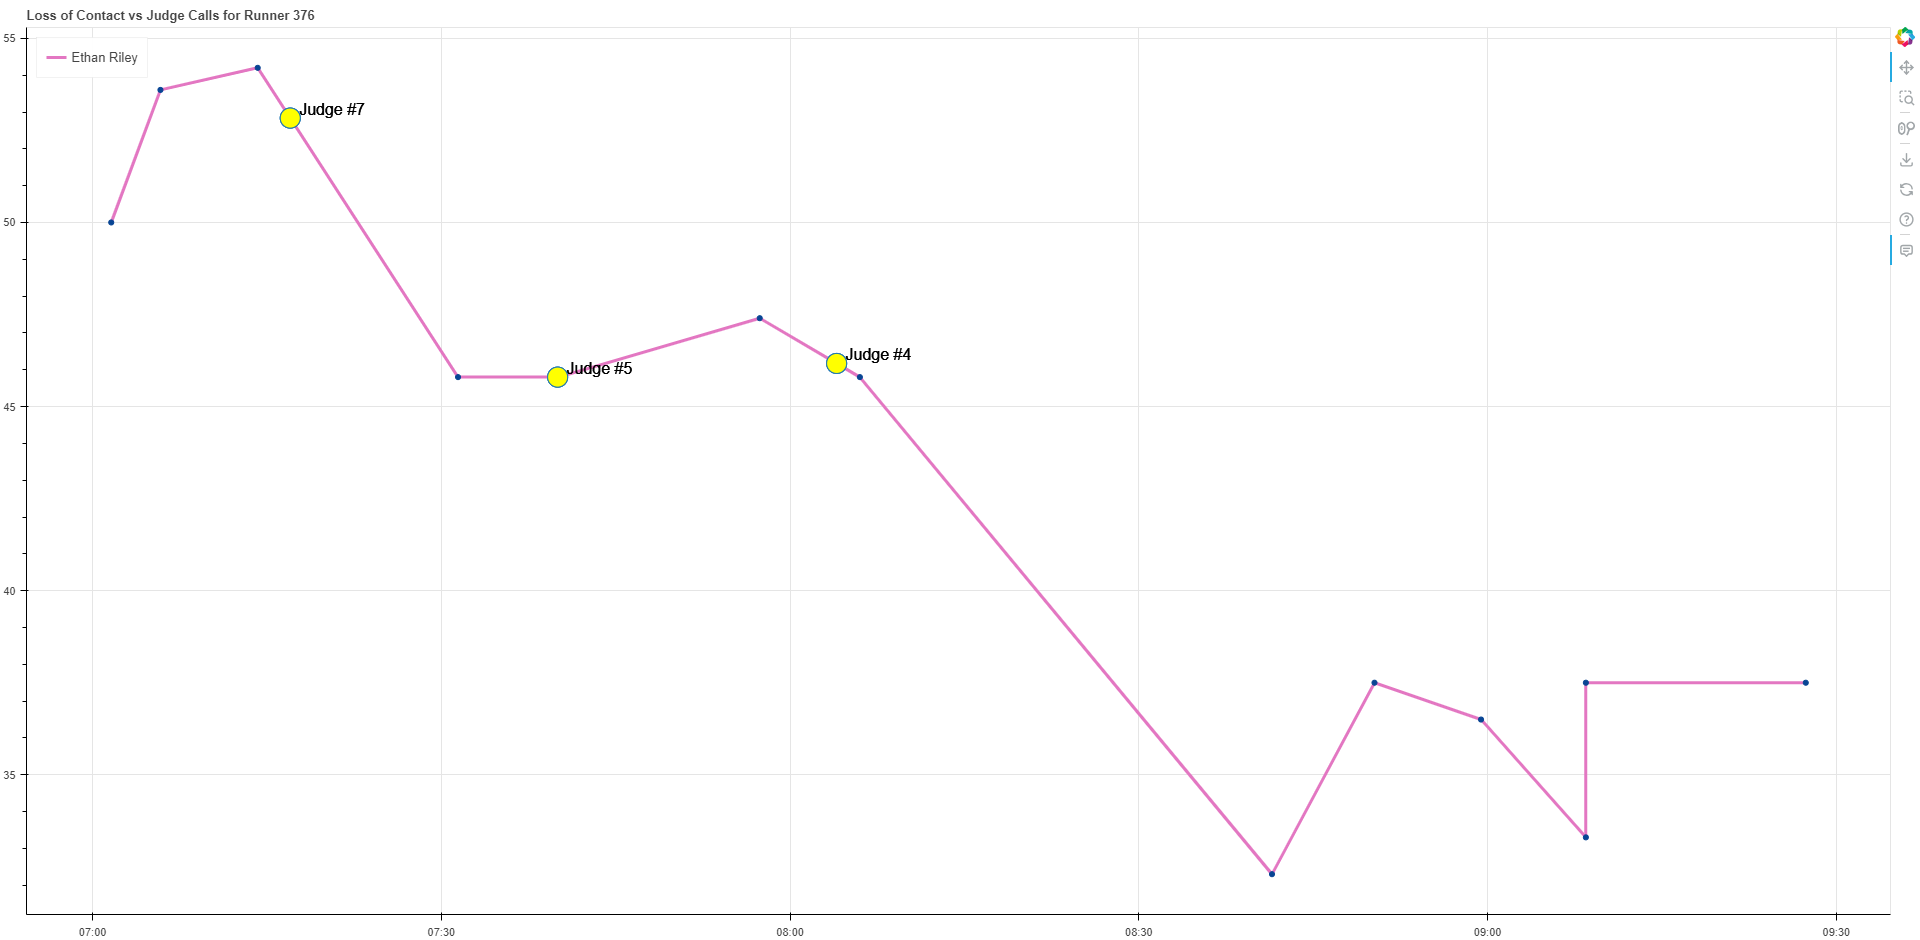 Loss of Contact vs Judge Calls for Runner 376
55
Ethan Riley
Judge #7
50
Judge #4
Judge #5
45
40
35
07:00 07:30 08:00 08:30 09:00 09:30